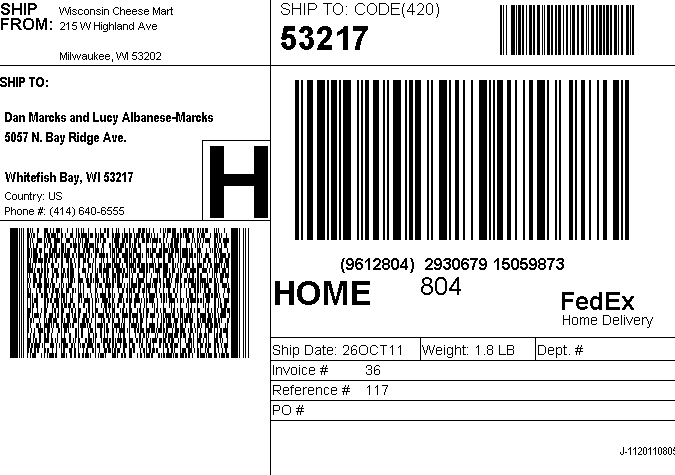 SHIP FROM:
Wisconsin Cheese Mart
215 W Highland Ave
Milwaukee, WI 53202
SHIP TO:
Dan Marcks and Lucy Albanese-Marcks
5057 N. Bay Ridge Ave.
Whitefish Bay, WI 53217
Country: US
Phone #: (414) 640-6555
H
SHIP TO: CODE(420)
53217
(9612804) 2930679 15059873
HOME
804
FedEx
Home Delivery
Ship Date: 26OCT11 Weight: 1.8 LB Dept. #
Invoice # 36
Reference # 117
PO #
J-1120110805